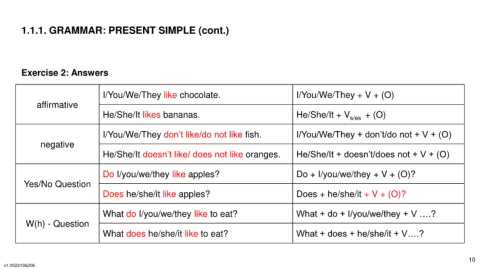 1.1.1. GRAMMAR: PRESENT SIMPLE (cont.)
Exercise 2: Answers
affirmative
I/You/We/They like chocolate.
I/You/We/They + V + (O)
He/She/It likes bananas.
He/She/It + Vs/es + (O)
negative
I/You/We/They don't like/do not like fish.
I/You/We/They + don't/do not + V + (O)
He/She/It doesn't like/ does not like oranges.
He/She/It + doesn't/does not + V + (O)
Yes/No Question
Do I/you/we/they like apples?
Do + I/you/we/they + V + (O)?
Does he/she/it like apples?
Does + he/she/it + V + (O)?
W(h) - Question
What do I/you/we/they like to eat?
What + do + I/you/we/they + V ….?
What does he/she/it like to eat?
What + does + he/she/it + V….?
10